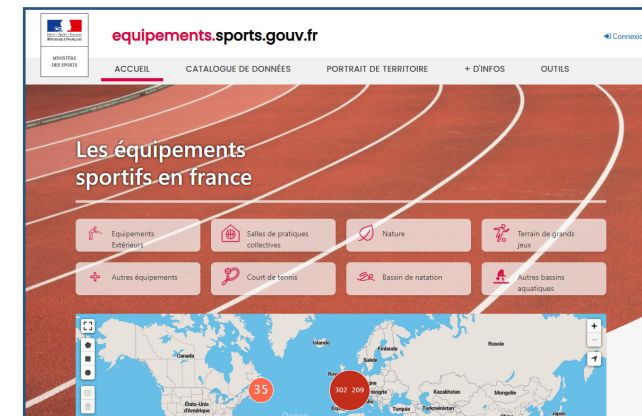 equipements.sports.gouv.fr
Connexio
MINISTÈRE
DES SPORTS
ACCUEIL
CATALOGUE DE DONNÉES
PORTRAIT DE TERRITOIRE
+ D'INFOS
OUTILS
Les équipements
sportifs en france
Equipements
Extérieurs
Salles de pratiques
collectives
Nature
Terrain de grands
jeux
Autres équipements
Court de tennis
Bassin de natation
Autres bassins
aquatiques
Islande
Finlande
Russie
Canada
Suède
35
302 209
Kazakhstan
Mongolie
États-Unis
d'Amérique
Turquie
Turkménistan
Japon
+
−